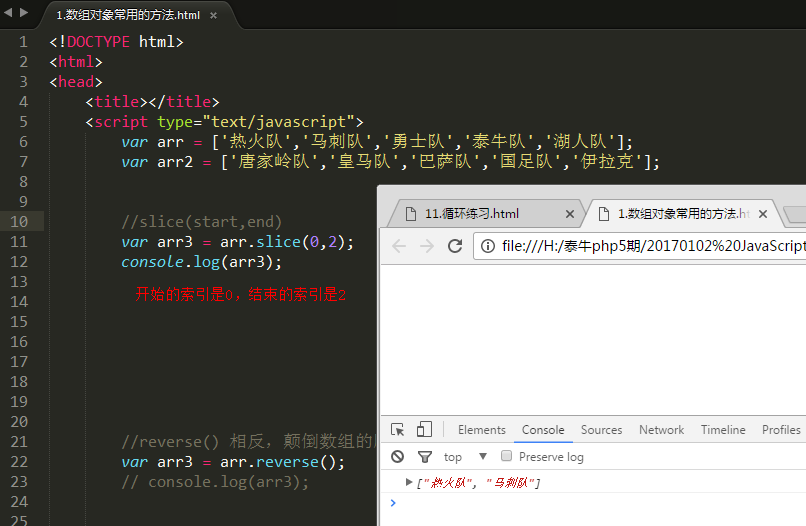 1.数组对象常用的方法.html
1 <!DOCTYPE html>
2 <html>
3 <head>
4 <title></title>
5 <script type="text/javascript">
6 var arr = ['热火队','马刺队','勇士队','泰牛队','湖人队'];
7 var arr2 = ['唐家岭队','皇马队','巴萨队','国足队','伊拉克'];
8
9
10 //slice(start,end)
11 var arr3 = arr.slice(0,2);
12 console.log(arr3);
13
14 开始的索引是0，结束的索引是2
15
16
17
18
19
20
21 //reverse() 相反，颠倒数组的
22 var arr3 = arr.reverse();
23 // console.log(arr3);
24
25
11.循环练习.html
1.数组对象常用的方法.ht
file:///H:/泰牛php5期/20170102%20JavaScript
Elements Console Sources Network Timeline Profiles
top Preserve log
["热火队", "马刺队"]